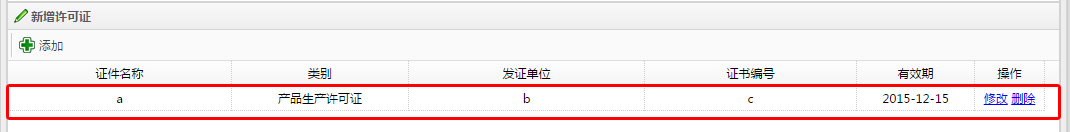 新增许可证
添加
证件名称 类别 发证单位 证书编号 有效期 操作
a 产品生产许可证 b c 2015-12-15 修改 删除